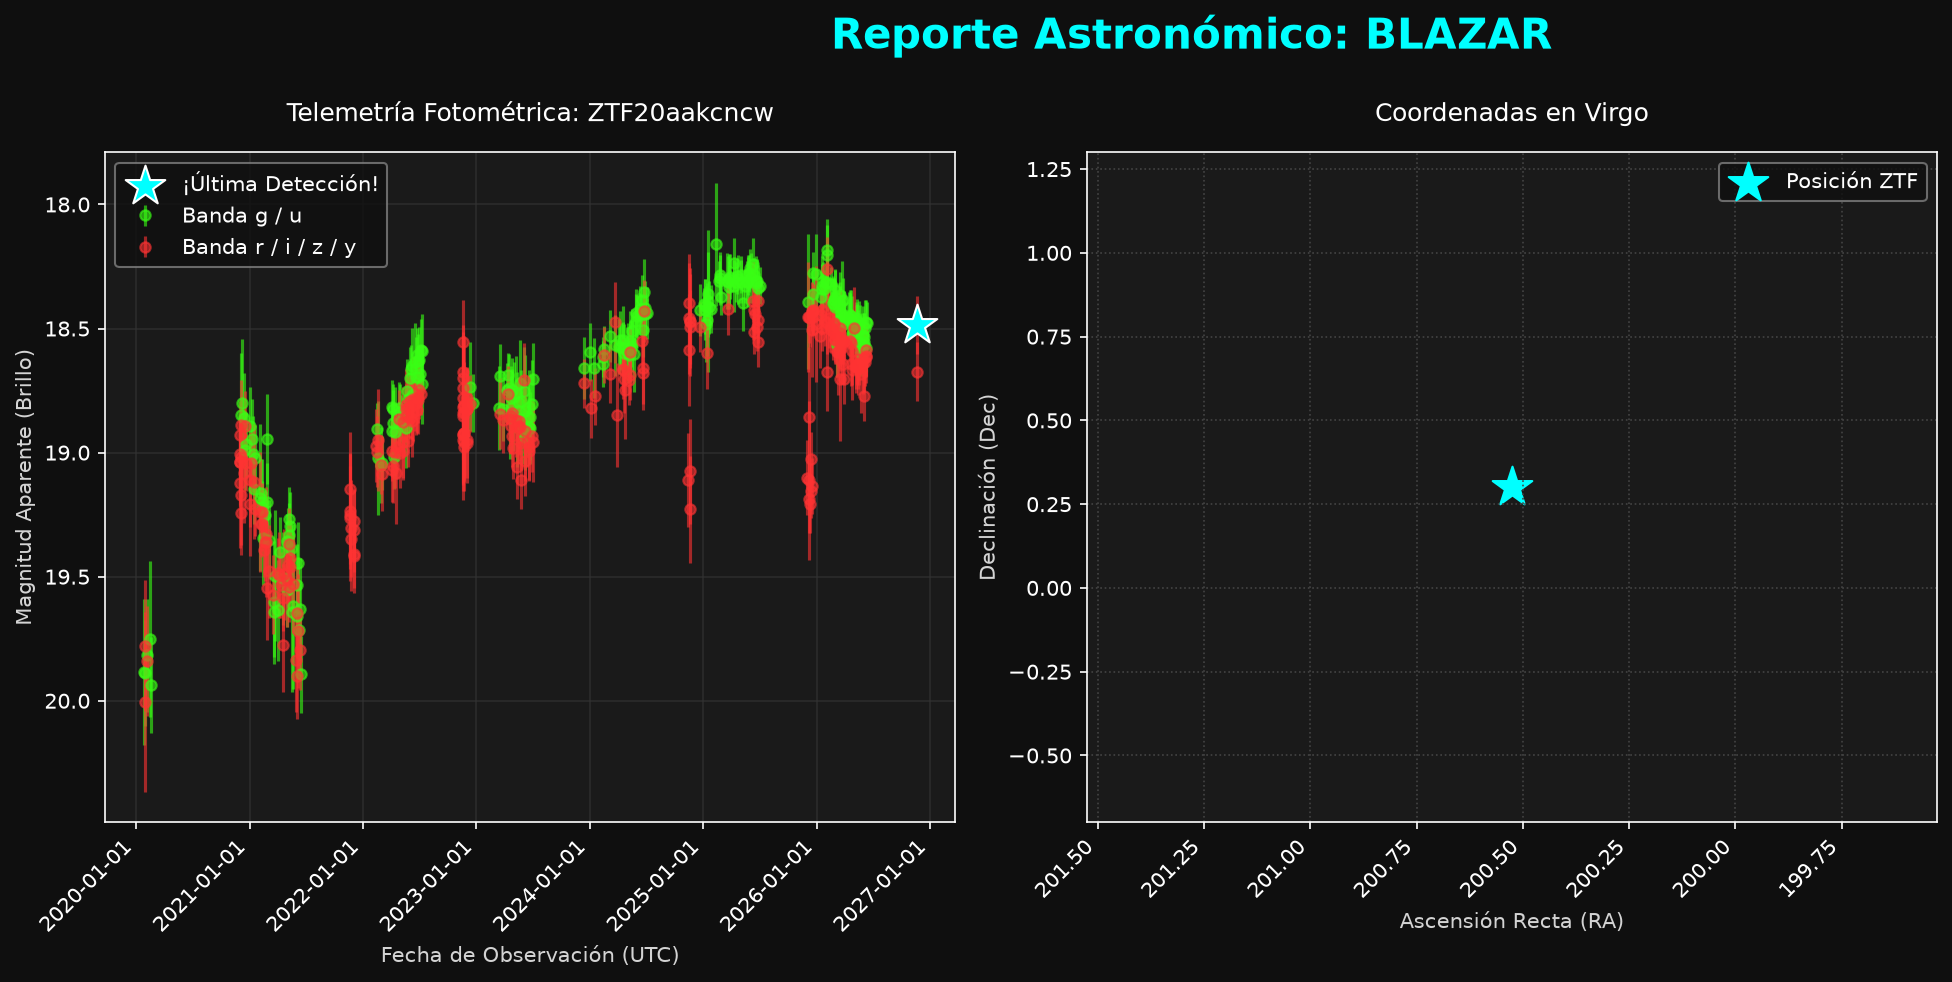 Reporte Astronómico: BLAZAR
Telemetría Fotométrica: ZTF20aakcncw
¡Última Detección!
Banda g / u
Banda r / i / z / y
Magnitud Aparente (Brillo)
18.0
18.5
19.0
19.5
20.0
2020-01-01
2021-01-01
2022-01-01
2023-01-01
2024-01-01
2025-01-01
2026-01-01
2027-01-01
Fecha de Observación (UTC)
Coordenadas en Virgo
Posición ZTF
Declinación (Dec)
1.25
1.00
0.75
0.50
0.25
0.00
−0.25
−0.50
201.50
201.25
201.00
200.75
200.50
200.25
200.00
199.75
Ascensión Recta (RA)